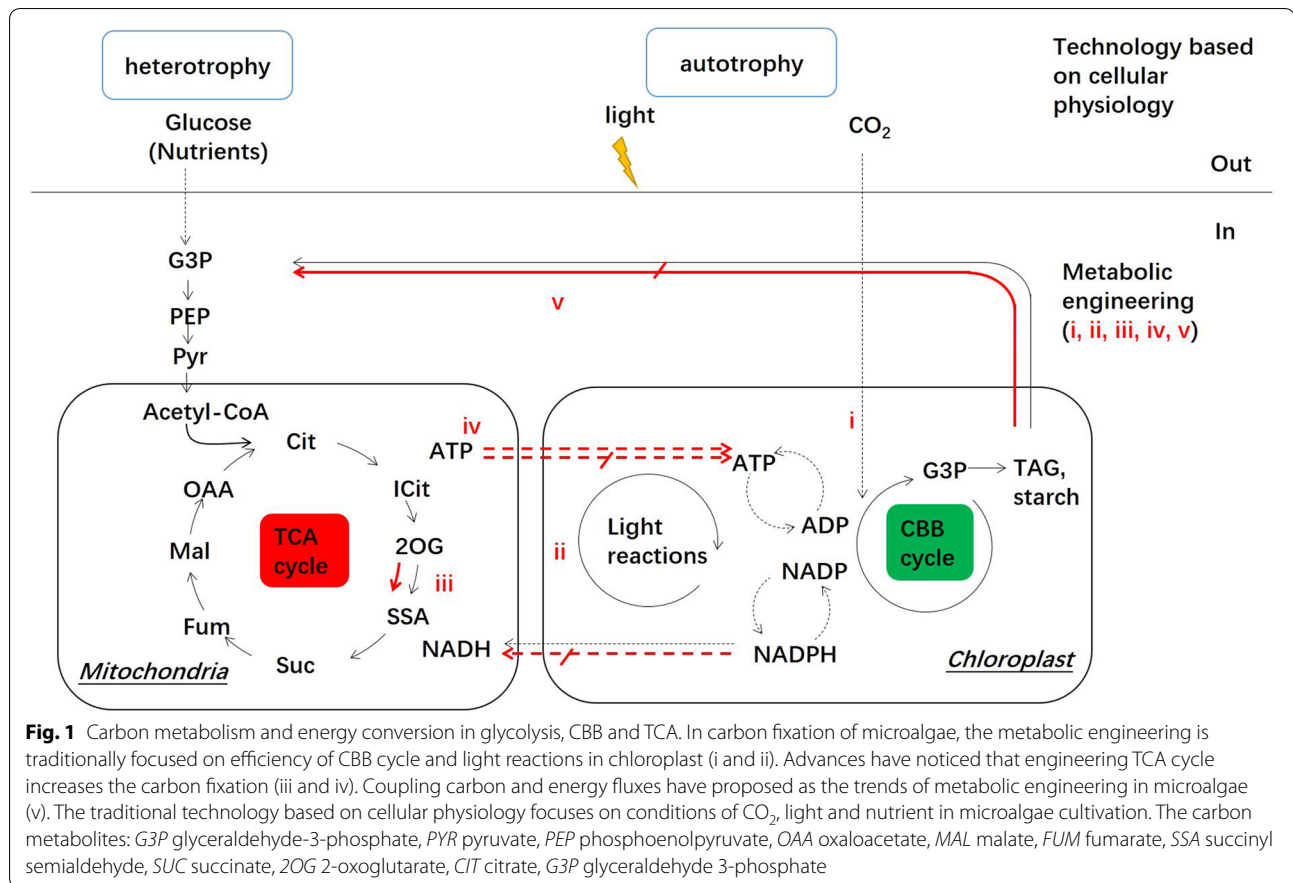 heterotrophy
autotrophy
Technology based
on cellular
physiology
Glucose
(Nutrients)
light
CO2
Out
In
G3P
Metabolic
engineering
(i, ii, iii, iv, v)
v
PEP
Pyr
Acetyl-CoA
Cit
iv
ATP
i
ATP
G3P
TAG,
starch
OAA
ICit
Light
reactions
ADP
CBB
cycle
TCA
cycle
Mal
2OG
iii
ii
NADP
SSA
Fum
NADH
NADPH
Suc
Mitochondria
Chloroplast
Fig. 1 Carbon metabolism and energy conversion in glycolysis, CBB and TCA. In carbon fixation of microalgae, the metabolic engineering is
traditionally focused on efficiency of CBB cycle and light reactions in chloroplast (i and ii). Advances have noticed that engineering TCA cycle
increases the carbon fixation (iii and iv). Coupling carbon and energy fluxes have proposed as the trends of metabolic engineering in microalgae
(v). The traditional technology based on cellular physiology focuses on conditions of CO2, light and nutrient in microalgae cultivation. The carbon
metabolites: G3P glyceraldehyde-3-phosphate, PYR pyruvate, PEP phosphoenolpyruvate, OAA oxaloacetate, MAL malate, FUM fumarate, SSA succinyl
semialdehyde, SUC succinate, 2OG 2-oxoglutarate, CIT citrate, G3P glyceraldehyde 3-phosphate